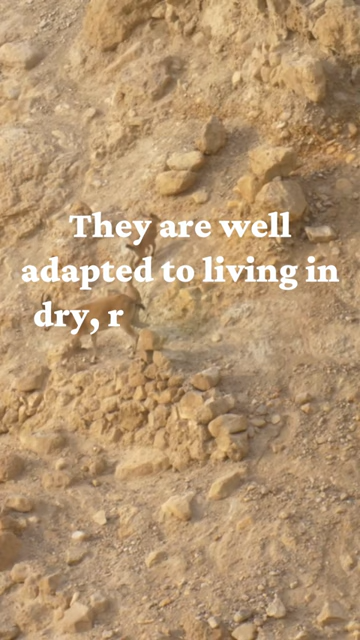 They are well
adapted to living in
dry, r